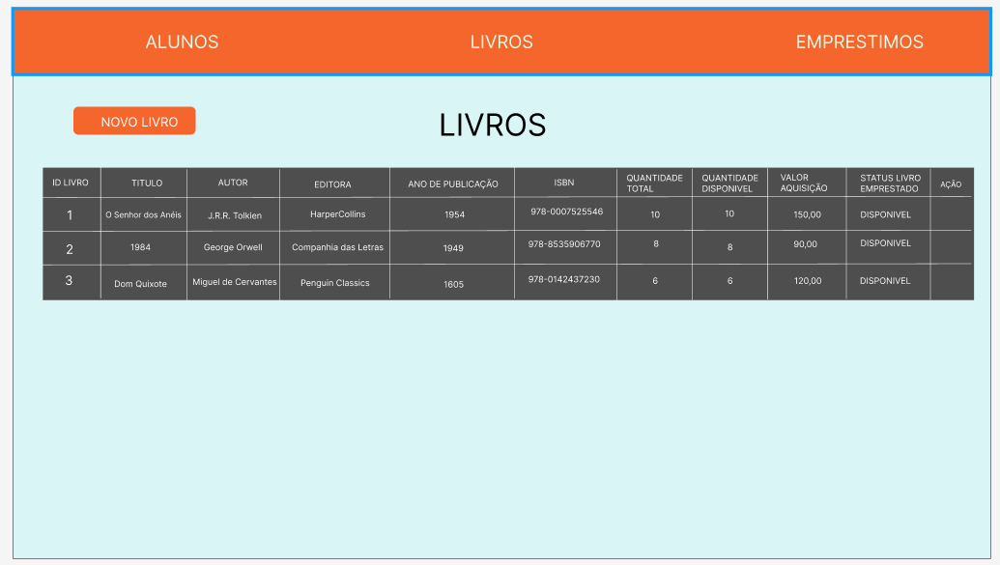 ALUNOS LIVROS EMPRESTIMOS
NOVO LIVRO
LIVROS
ID LIVRO TITULO AUTOR EDITORA ANO DE PUBLICAÇÃO ISBN QUANTIDADE TOTAL QUANTIDADE DISPONIVEL VALOR AQUISIÇÃO STATUS LIVRO EMPRESTADO AÇÃO
1 O Senhor dos Anéis J.R.R. Tolkien HarperCollins 1954 978-0007525546 10 10 150,00 DISPONIVEL
2 1984 George Orwell Companhia das Letras 1949 978-8535906770 8 8 90,00 DISPONIVEL
3 Dom Quixote Miguel de Cervantes Penguin Classics 1605 978-0142437230 6 6 120,00 DISPONIVEL